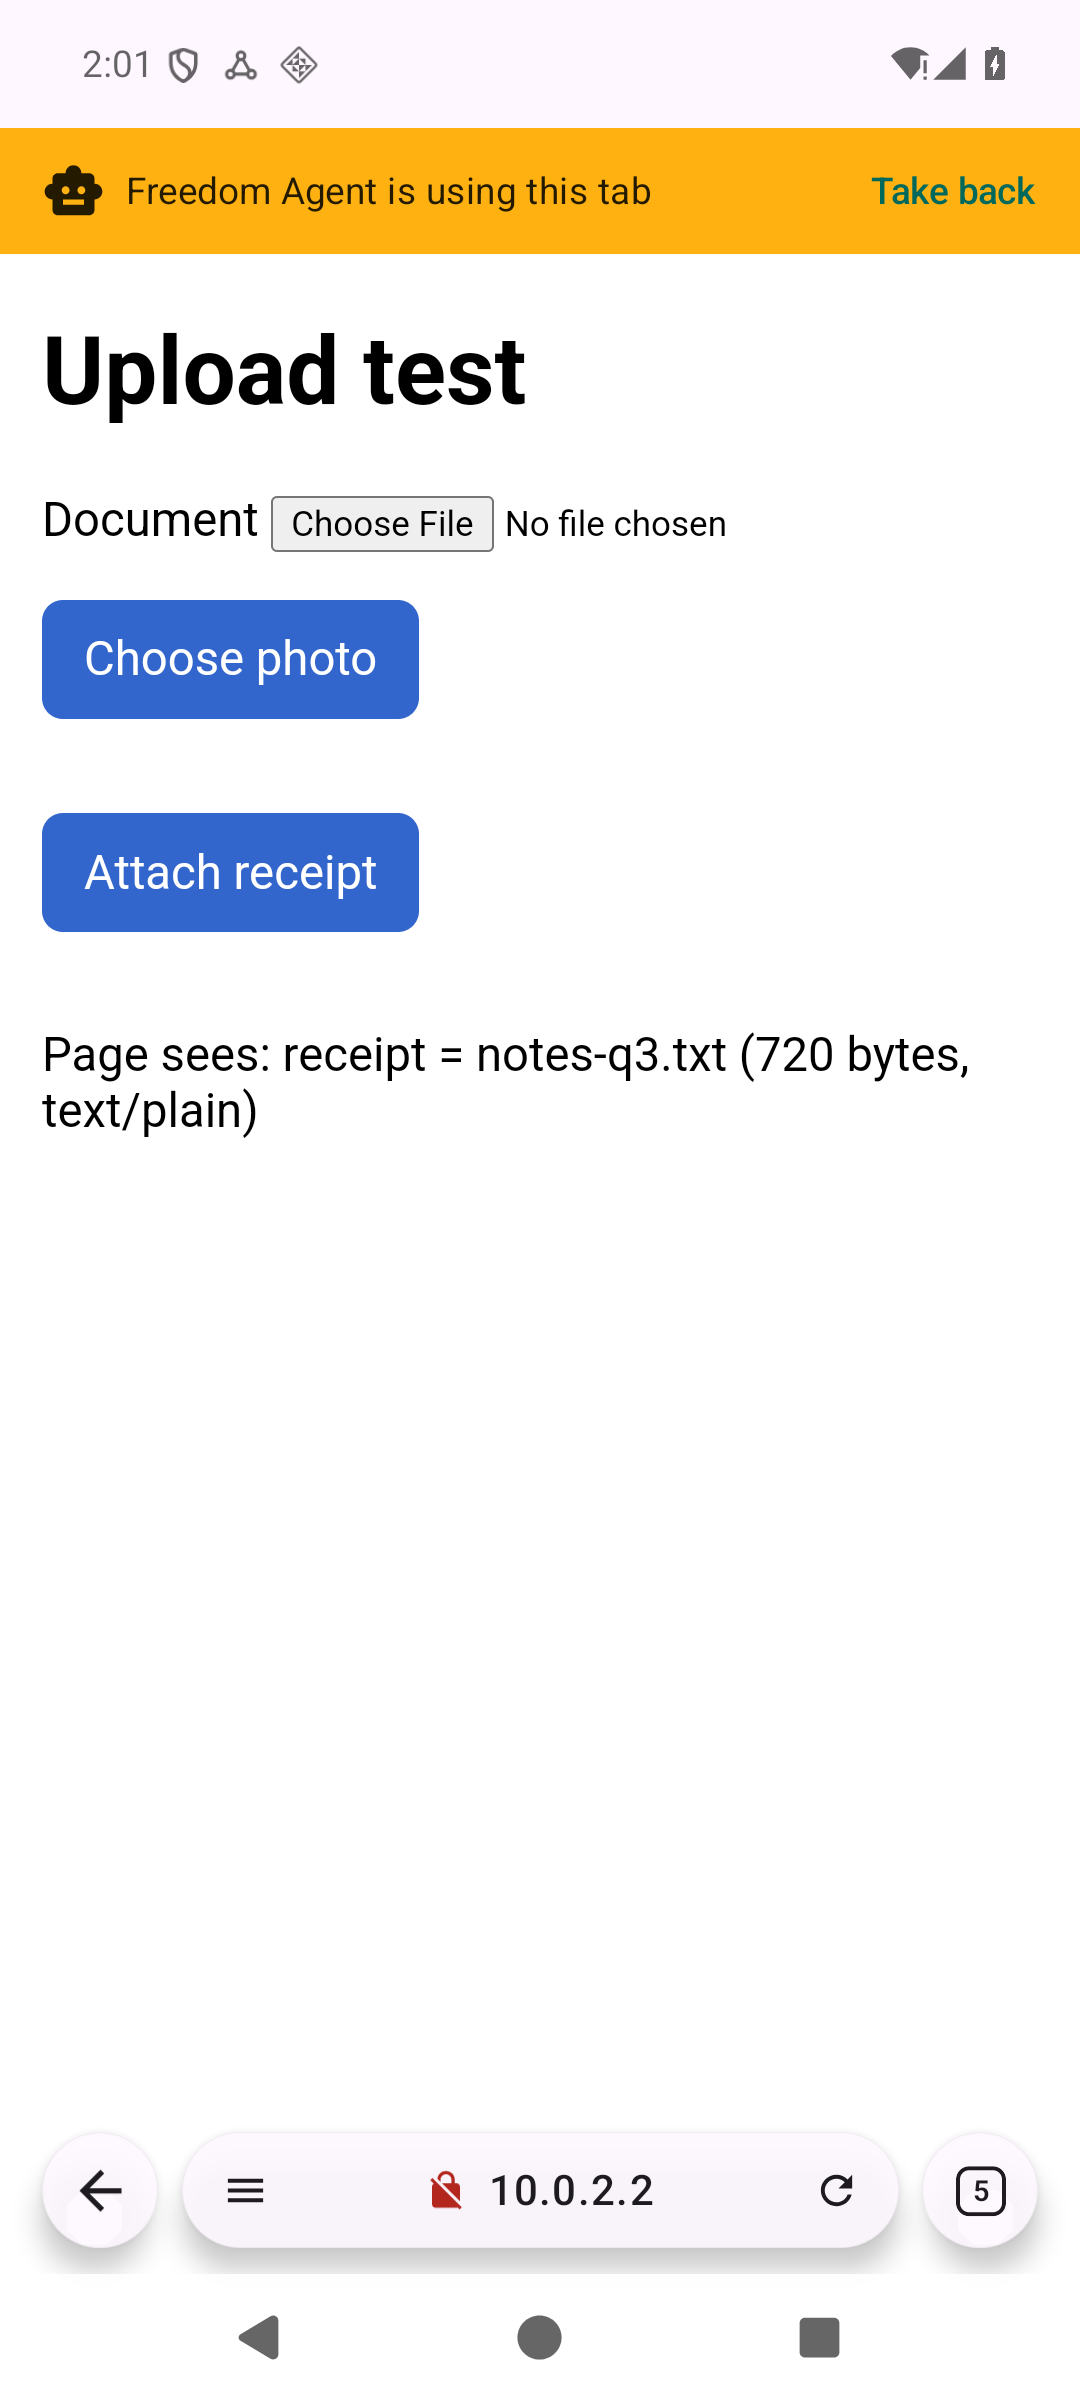 2:01
Freedom Agent is using this tab Take back
Upload test
Document Choose File No file chosen
Choose photo
Attach receipt
Page sees: receipt = notes-q3.txt (720 bytes,
text/plain)
10.0.2.2 5